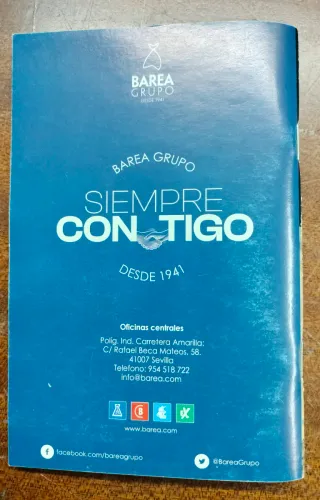 BAREA
GRUPO
DESDE 1941
BAREA GRUPO
SIEMPRE
CONTIGO
DESDE 1941
Oficinas centrales
Polig. Ind. Carretera Amarilla:
C/ Rafael Beca Mateos, 58.
41007 Sevilla
Telefono: 954 518 722
info@barea.com
www.barea.com
facebook.com/bareagrupo
@BareaGrupo